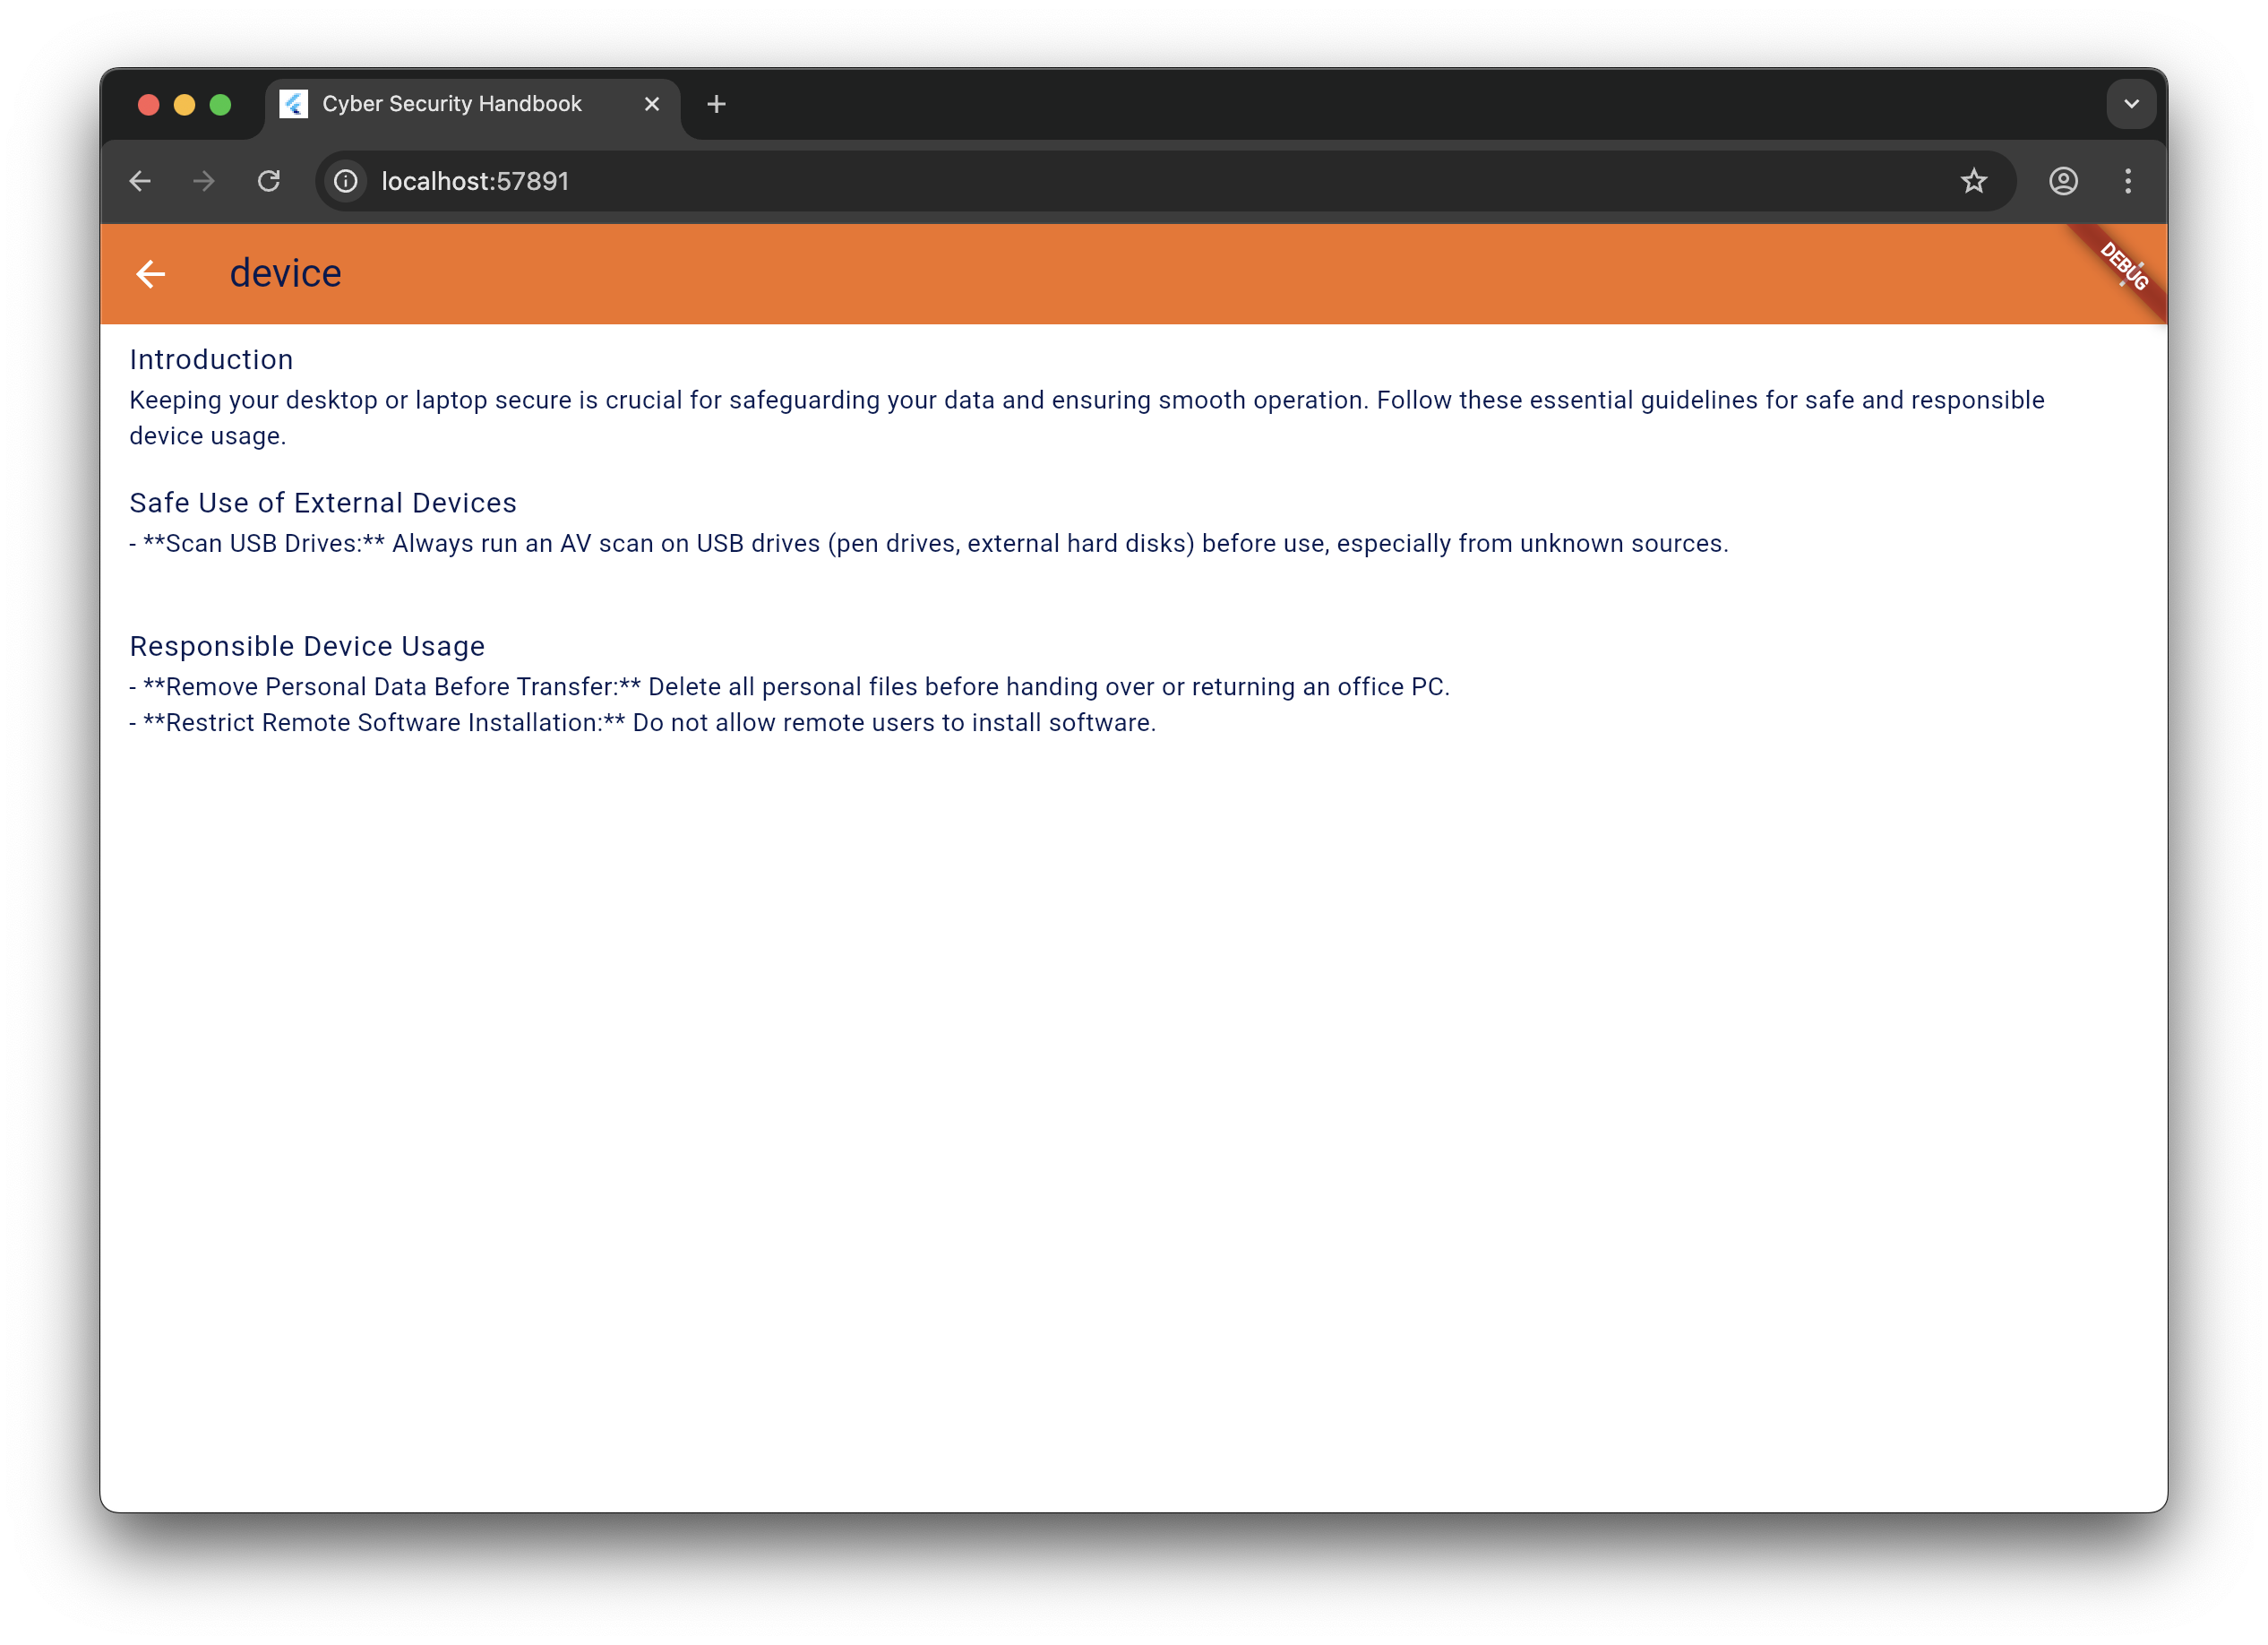 Cyber Security Handbook
localhost:57891
device
DEBUG
Introduction
Keeping your desktop or laptop secure is crucial for safeguarding your data and ensuring smooth operation. Follow these essential guidelines for safe and responsible
device usage.
Safe Use of External Devices
- **Scan USB Drives:** Always run an AV scan on USB drives (pen drives, external hard disks) before use, especially from unknown sources.
Responsible Device Usage
- **Remove Personal Data Before Transfer:** Delete all personal files before handing over or returning an office PC.
- **Restrict Remote Software Installation:** Do not allow remote users to install software.